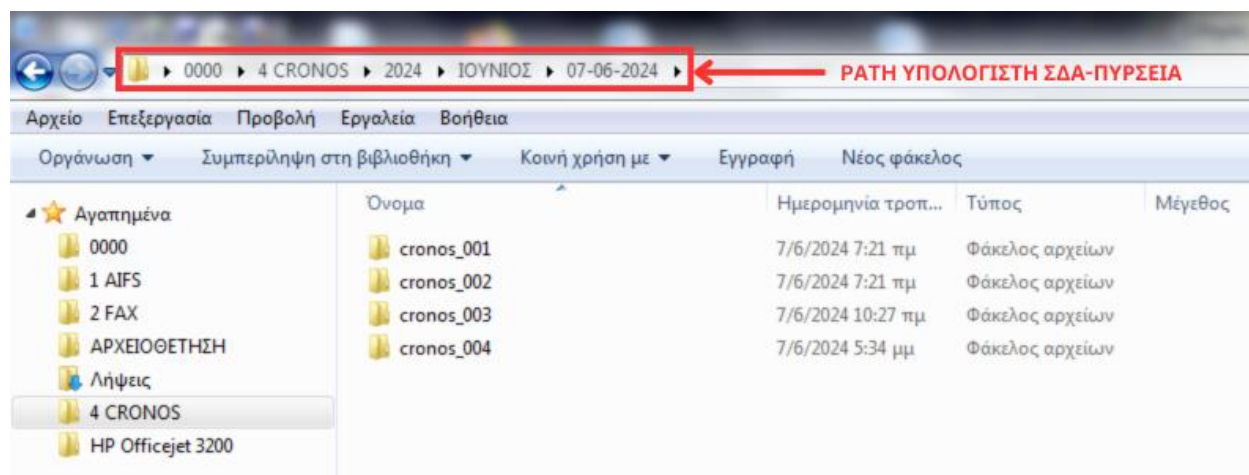 0000 ▸ 4 CRONOS ▸ 2024 ▸ ΙΟΥΝΙΟΣ ▸ 07-06-2024 ▸ PATH ΥΠΟΛΟΓΙΣΤΗ ΣΔΑ-ΠΥΡΣΕΙΑ
Αρχείο Επεξεργασία Προβολή Εργαλεία Βοήθεια
Οργάνωση Συμπερίληψη στη βιβλιοθήκη Κοινή χρήση με Εγγραφή Νέος φάκελος
Αγαπημένα
0000
1 AIFS
2 FAX
ΑΡΧΕΙΟΘΕΤΗΣΗ
Λήψεις
4 CRONOS
HP Officejet 3200
Όνομα Ημερομηνία τροπ... Τύπος Μέγεθος
cronos_001 7/6/2024 7:21 πμ Φάκελος αρχείων
cronos_002 7/6/2024 7:21 πμ Φάκελος αρχείων
cronos_003 7/6/2024 10:27 πμ Φάκελος αρχείων
cronos_004 7/6/2024 5:34 μμ Φάκελος αρχείων